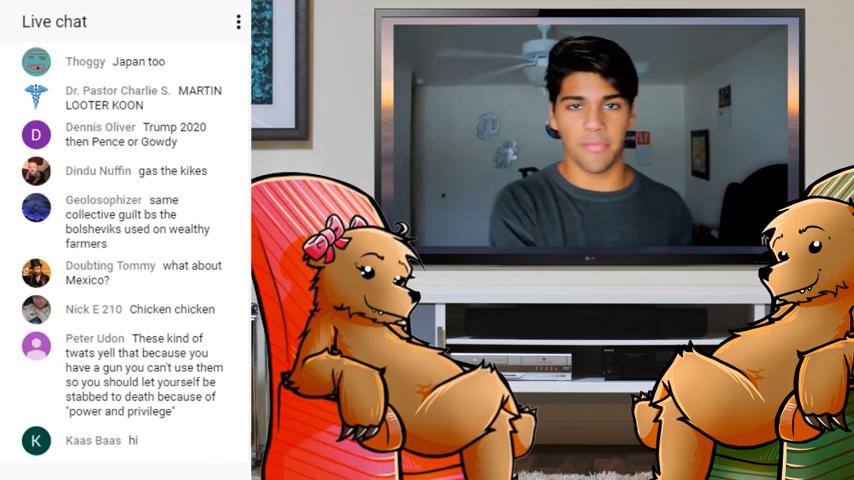 Live chat
Thoggy Japan too
Dr. Pastor Charlie S. MARTIN
LOOTER KOON
D
Dennis Oliver Trump 2020
then Pence or Gowdy
Dindu Nuffin gas the kikes
Geolosophizer same
collective guilt bs the
bolsheviks used on wealthy
farmers
Doubting Tommy what about
Mexico?
Nick E 210 Chicken chicken
Peter Udon These kind of
twats yell that because you
have a gun you can't use them
so you should let yourself be
stabbed to death because of
"power and privilege"
K
Kaas Baas hi
LG